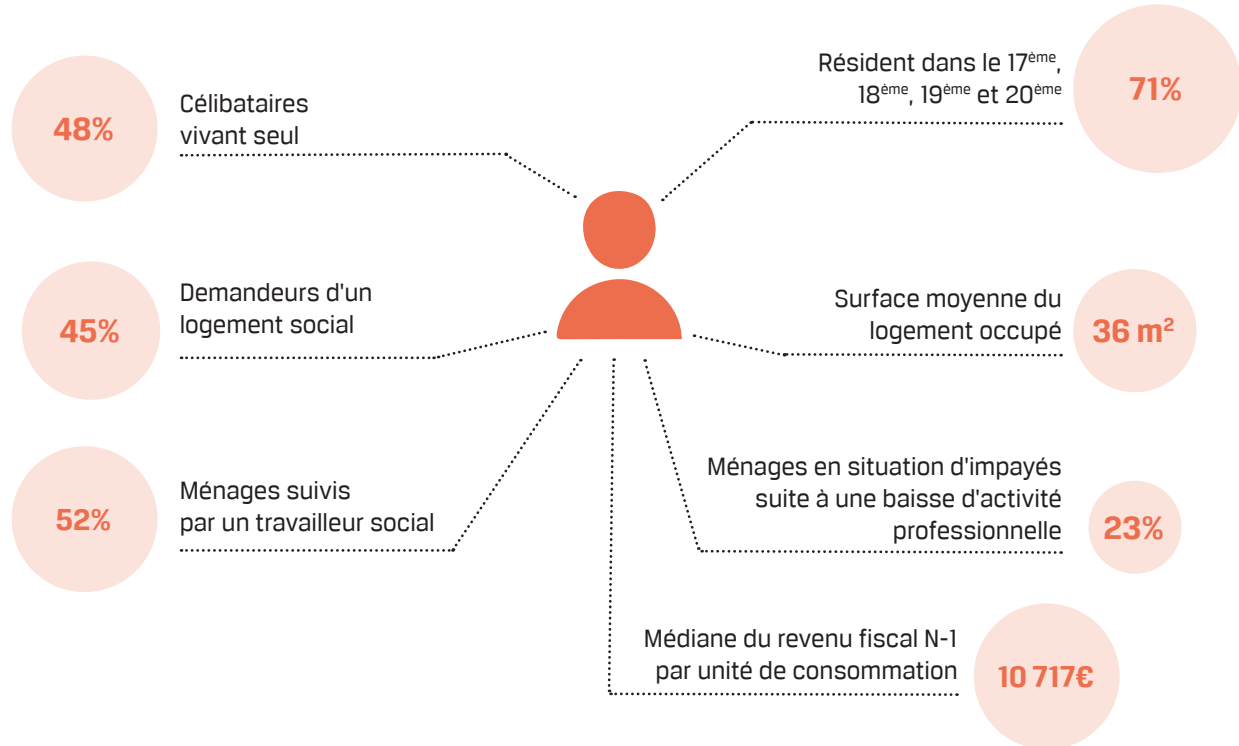 48%
Célibataires
vivant seul
45%
Demandeurs d'un
logement social
52%
Ménages suivis
par un travailleur social
Résident dans le 17ème,
18ème, 19ème et 20ème
71%
Surface moyenne du
logement occupé
36 m²
Ménages en situation d'impayés
suite à une baisse d'activité
professionnelle
23%
Médiane du revenu fiscal N-1
par unité de consommation
10 717€